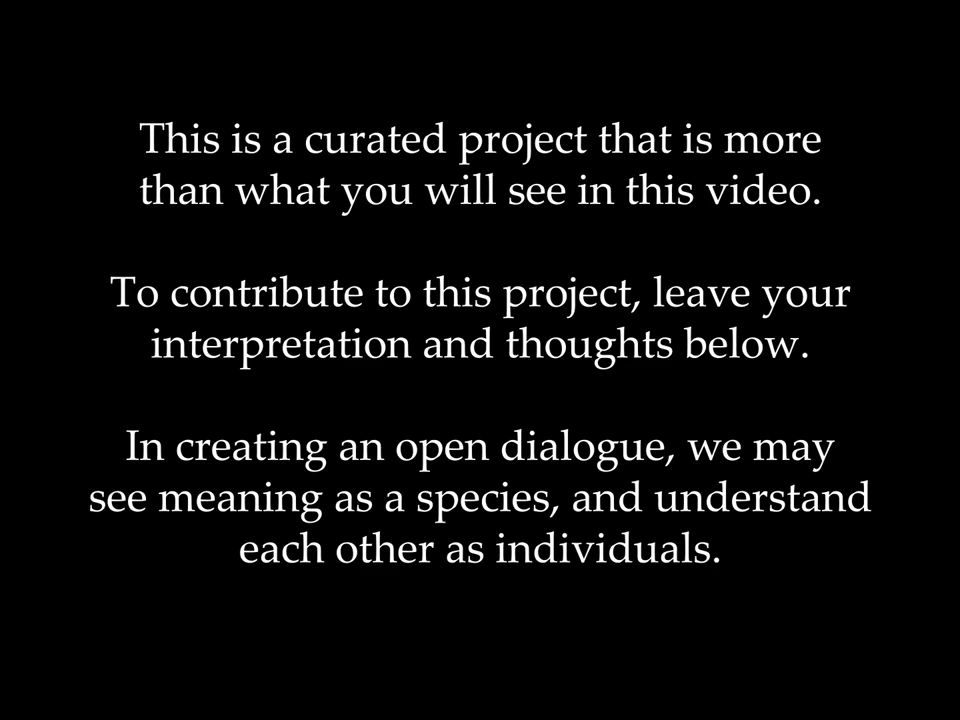 This is a curated project that is more
than what you will see in this video.
To contribute to this project, leave your
interpretation and thoughts below.
In creating an open dialogue, we may
see meaning as a species, and understand
each other as individuals.